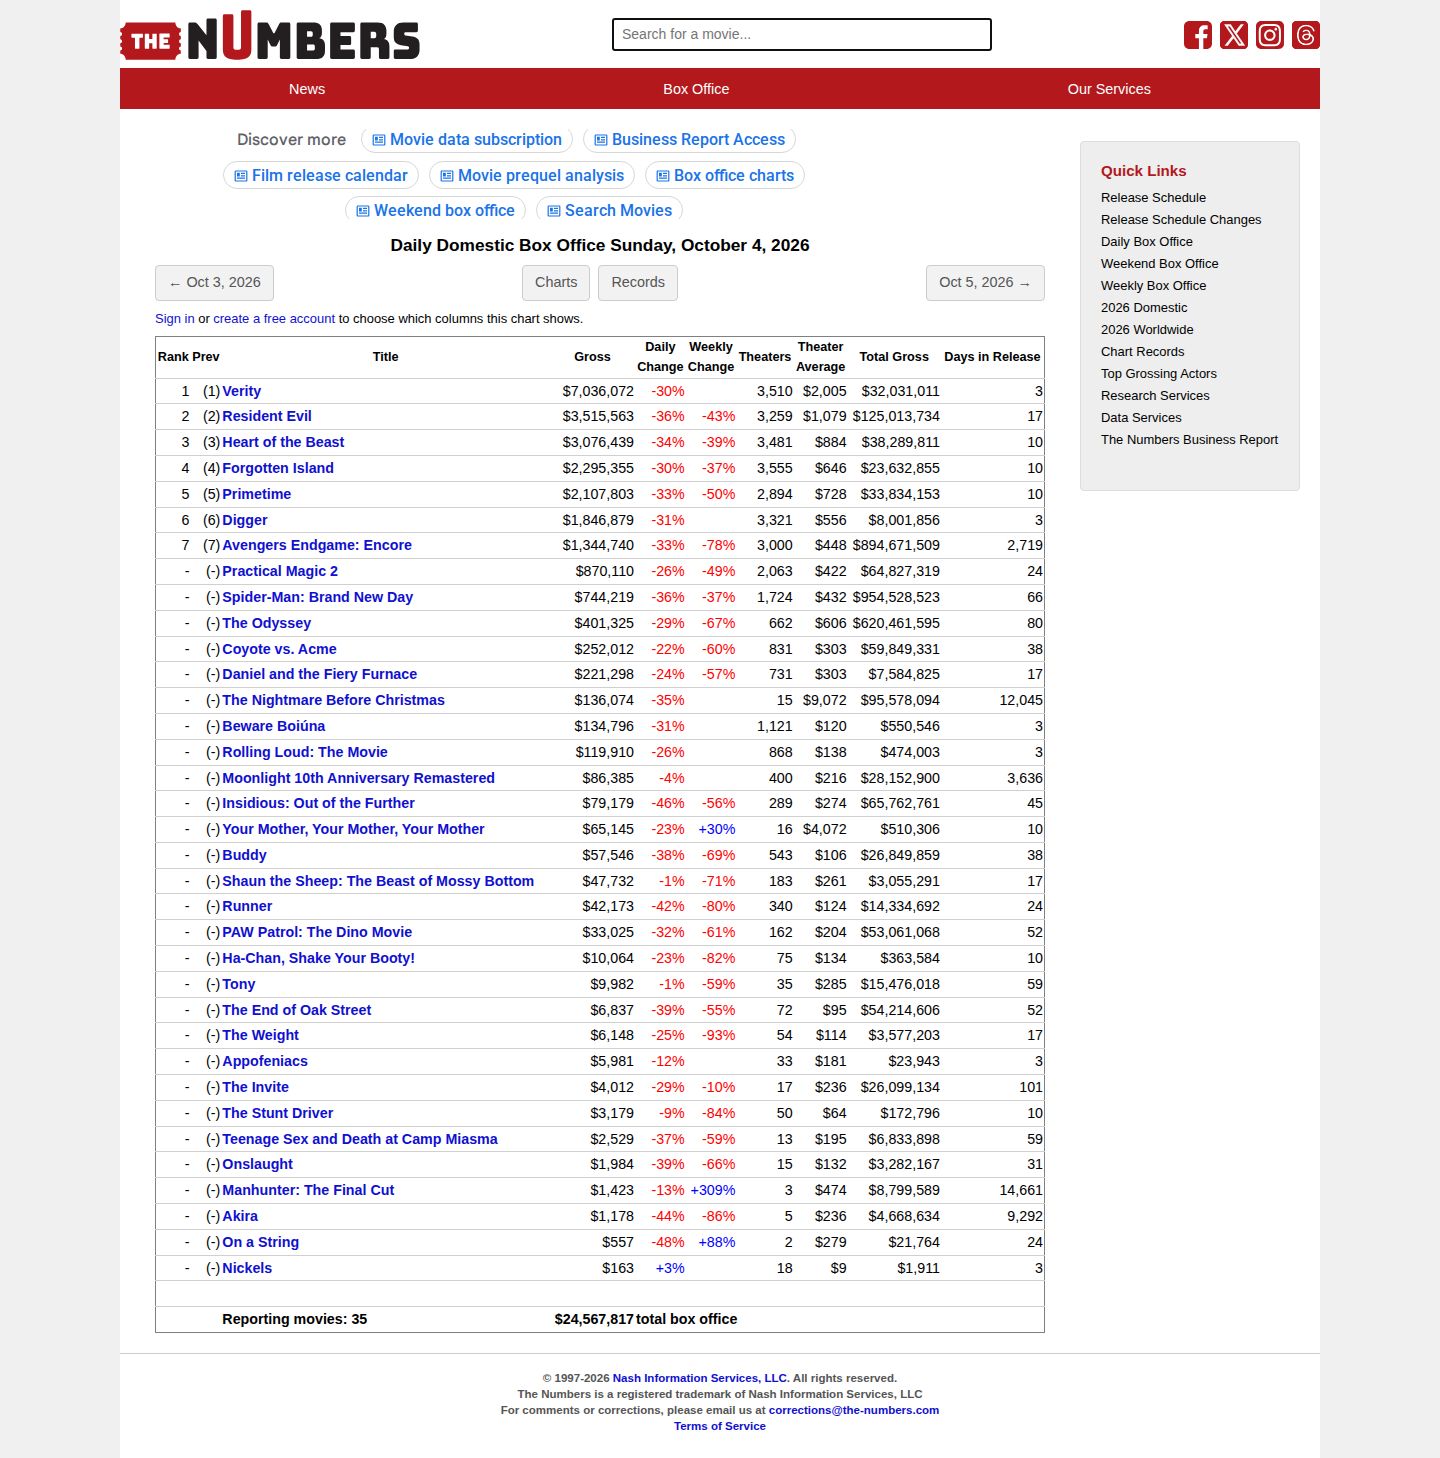 THE NUMBERS
Search for a movie...
News Box Office Our Services
Discover more Movie data subscription Business Report Access
Film release calendar Movie prequel analysis Box office charts
Weekend box office Search Movies
Daily Domestic Box Office Sunday, October 4, 2026
← Oct 3, 2026 Charts Records Oct 5, 2026 →
Sign in or create a free account to choose which columns this chart shows.
Rank Prev Title Gross Daily Change Weekly Change Theaters Theater Average Total Gross Days in Release
1 (1) Verity $7,036,072 -30% 3,510 $2,005 $32,031,011 3
2 (2) Resident Evil $3,515,563 -36% -43% 3,259 $1,079 $125,013,734 17
3 (3) Heart of the Beast $3,076,439 -34% -39% 3,481 $884 $38,289,811 10
4 (4) Forgotten Island $2,295,355 -30% -37% 3,555 $646 $23,632,855 10
5 (5) Primetime $2,107,803 -33% -50% 2,894 $728 $33,834,153 10
6 (6) Digger $1,846,879 -31% 3,321 $556 $8,001,856 3
7 (7) Avengers Endgame: Encore $1,344,740 -33% -78% 3,000 $448 $894,671,509 2,719
- (-) Practical Magic 2 $870,110 -26% -49% 2,063 $422 $64,827,319 24
- (-) Spider-Man: Brand New Day $744,219 -36% -37% 1,724 $432 $954,528,523 66
- (-) The Odyssey $401,325 -29% -67% 662 $606 $620,461,595 80
- (-) Coyote vs. Acme $252,012 -22% -60% 831 $303 $59,849,331 38
- (-) Daniel and the Fiery Furnace $221,298 -24% -57% 731 $303 $7,584,825 17
- (-) The Nightmare Before Christmas $136,074 -35% 15 $9,072 $95,578,094 12,045
- (-) Beware Boiúna $134,796 -31% 1,121 $120 $550,546 3
- (-) Rolling Loud: The Movie $119,910 -26% 868 $138 $474,003 3
- (-) Moonlight 10th Anniversary Remastered $86,385 -4% 400 $216 $28,152,900 3,636
- (-) Insidious: Out of the Further $79,179 -46% -56% 289 $274 $65,762,761 45
- (-) Your Mother, Your Mother, Your Mother $65,145 -23% +30% 16 $4,072 $510,306 10
- (-) Buddy $57,546 -38% -69% 543 $106 $26,849,859 38
- (-) Shaun the Sheep: The Beast of Mossy Bottom $47,732 -1% -71% 183 $261 $3,055,291 17
- (-) Runner $42,173 -42% -80% 340 $124 $14,334,692 24
- (-) PAW Patrol: The Dino Movie $33,025 -32% -61% 162 $204 $53,061,068 52
- (-) Ha-Chan, Shake Your Booty! $10,064 -23% -82% 75 $134 $363,584 10
- (-) Tony $9,982 -1% -59% 35 $285 $15,476,018 59
- (-) The End of Oak Street $6,837 -39% -55% 72 $95 $54,214,606 52
- (-) The Weight $6,148 -25% -93% 54 $114 $3,577,203 17
- (-) Appofeniacs $5,981 -12% 33 $181 $23,943 3
- (-) The Invite $4,012 -29% -10% 17 $236 $26,099,134 101
- (-) The Stunt Driver $3,179 -9% -84% 50 $64 $172,796 10
- (-) Teenage Sex and Death at Camp Miasma $2,529 -37% -59% 13 $195 $6,833,898 59
- (-) Onslaught $1,984 -39% -66% 15 $132 $3,282,167 31
- (-) Manhunter: The Final Cut $1,423 -13% +309% 3 $474 $8,799,589 14,661
- (-) Akira $1,178 -44% -86% 5 $236 $4,668,634 9,292
- (-) On a String $557 -48% +88% 2 $279 $21,764 24
- (-) Nickels $163 +3% 18 $9 $1,911 3
Reporting movies: 35 $24,567,817 total box office
Quick Links
Release Schedule
Release Schedule Changes
Daily Box Office
Weekend Box Office
Weekly Box Office
2026 Domestic
2026 Worldwide
Chart Records
Top Grossing Actors
Research Services
Data Services
The Numbers Business Report
© 1997-2026 Nash Information Services, LLC. All rights reserved.
The Numbers is a registered trademark of Nash Information Services, LLC
For comments or corrections, please email us at corrections@the-numbers.com
Terms of Service